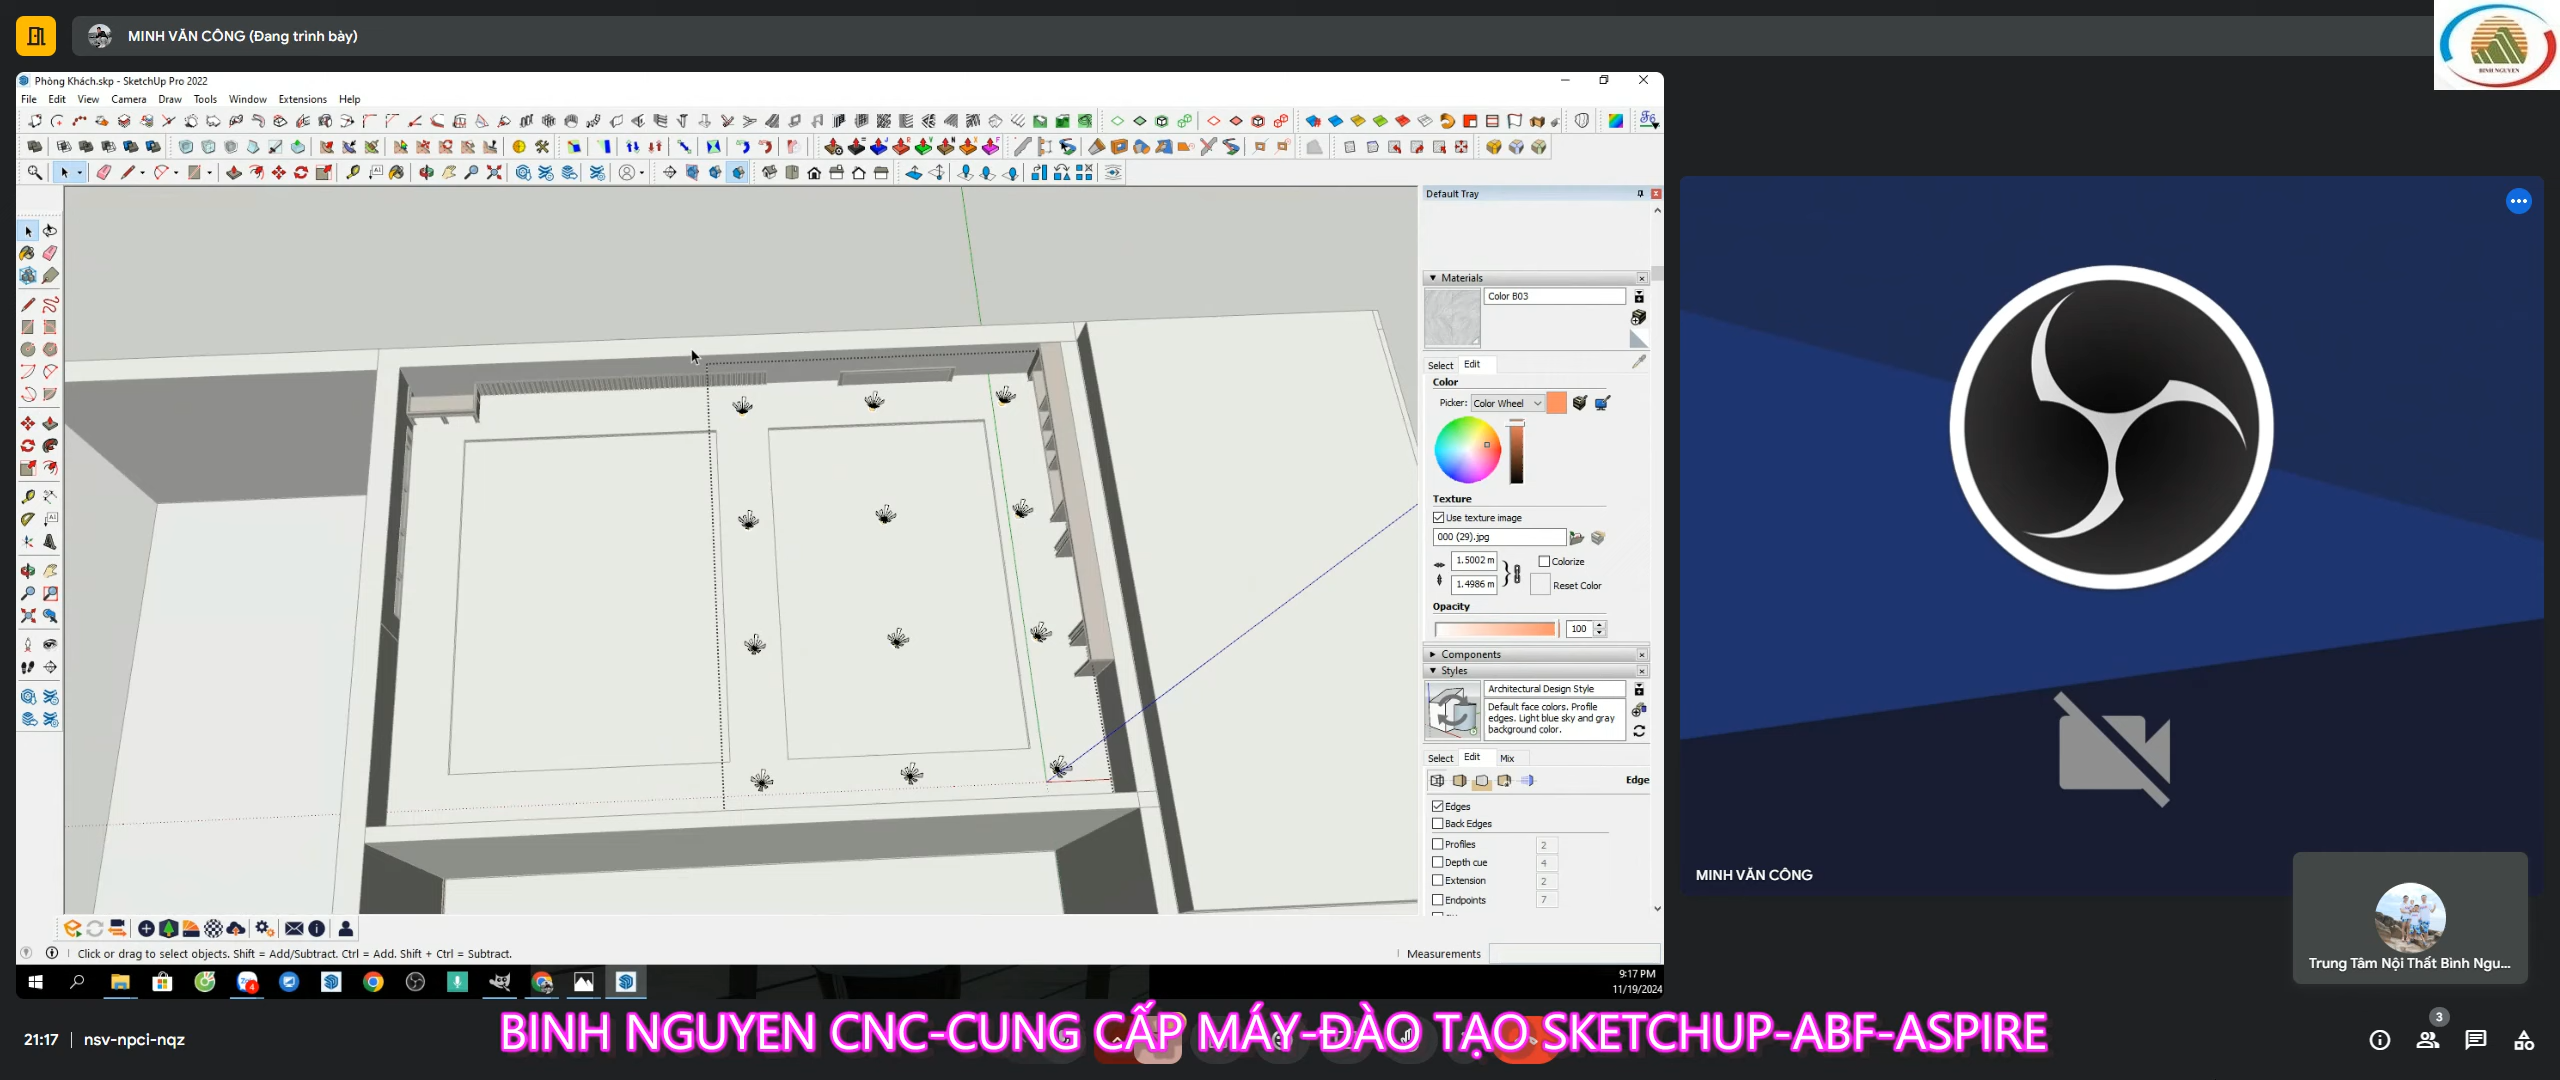 MINH VĂN CÔNG (Đang trình bày)
BINH NGUYEN
Phòng Khách.skp - SketchUp Pro 2022
File Edit View Camera Draw Tools Window Extensions Help
Default Tray
Materials
Color B03
Select Edit
Color
Picker: Color Wheel
Texture
Use texture image
000 (29).jpg
1.5002 m
Colorize
1.4986 m
Reset Color
Opacity
100
Components
Styles
Architectural Design Style
Default face colors. Profile
edges. Light blue sky and gray
background color.
Select Edit Mix
Edge
Edges
Back Edges
Profiles 2
Depth cue 4
Extension 2
Endpoints 7
Click or drag to select objects. Shift = Add/Subtract. Ctrl = Add. Shift + Ctrl = Subtract.
Measurements
9:17 PM
11/19/2024
MINH VĂN CÔNG
Trung Tâm Nội Thất Bình Ngu...
21:17 | nsv-npci-nqz
BINH NGUYEN CNC-CUNG CẤP MÁY-ĐÀO TẠO SKETCHUP-ABF-ASPIRE
3